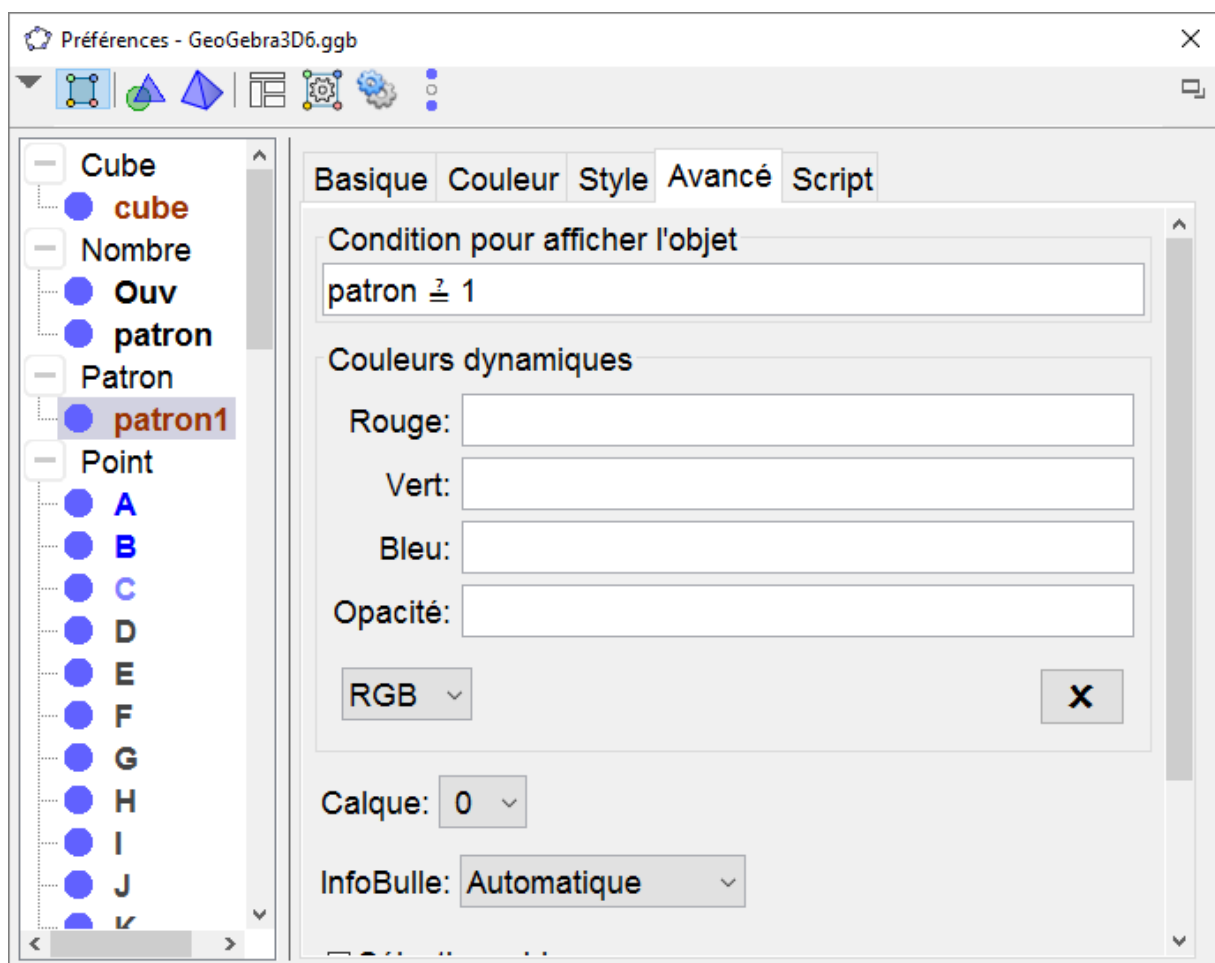 Préférences - GeoGebra3D6.ggb
Cube
cube
Nombre
Ouv
patron
Patron
patron1
Point
A
B
C
D
E
F
G
H
I
J
K
Basique Couleur Style Avancé Script
Condition pour afficher l'objet
patron ≟ 1
Couleurs dynamiques
Rouge:
Vert:
Bleu:
Opacité:
RGB
Calque: 0
InfoBulle: Automatique